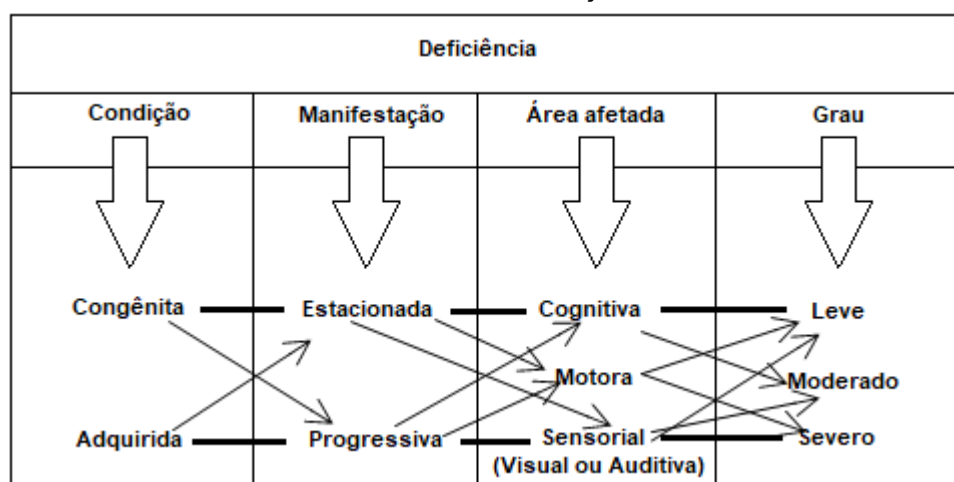 Deficiência
Condição Manifestação Área afetada Grau
Congênita Estacionada Cognitiva Leve
Motora Moderado
Adquirida Progressiva Sensorial Severo
(Visual ou Auditiva)